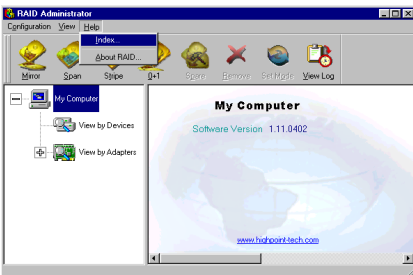 RAID Administrator
Configuration View Help
Index...
About RAID...
Mirror Span Stripe 0+1 Spare Remove Set Mode View Log
My Computer
View by Devices
View by Adapters
My Computer
Software Version 1.11.0402
www.highpoint-tech.com